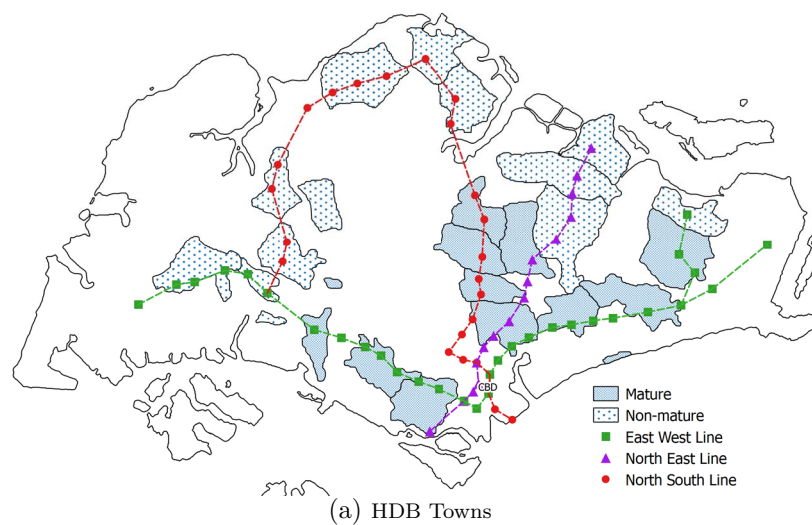 CBD
Mature
Non-mature
East West Line
North East Line
North South Line
(a) HDB Towns